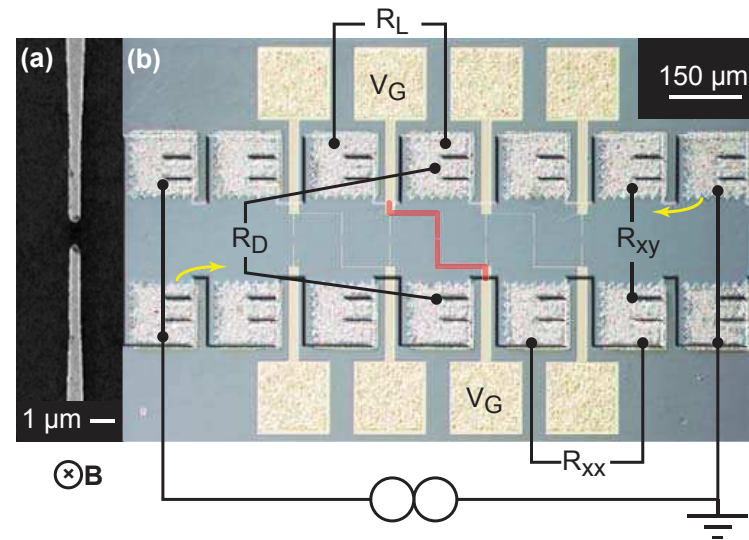 R_L
(a)
(b)
V_G
150 µm
R_D
R_xy
V_G
1 µm
R_xx
B